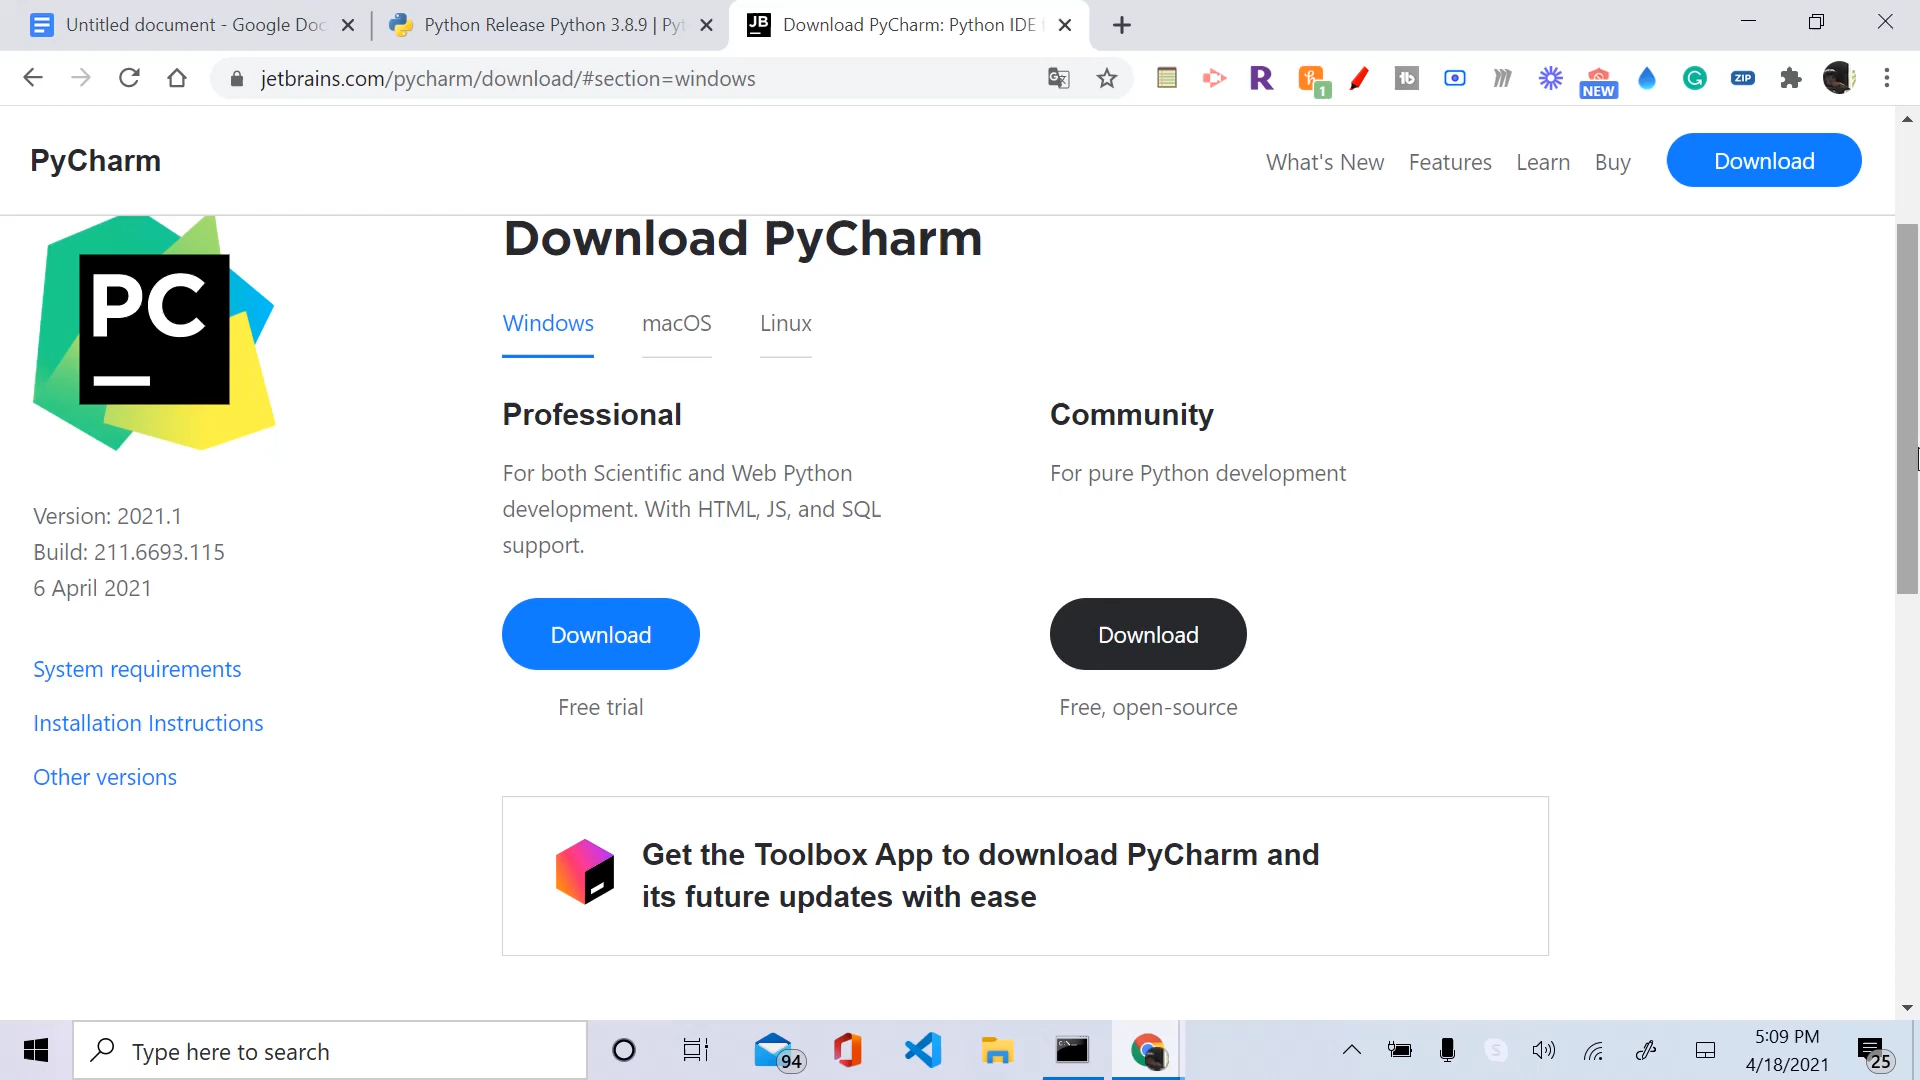 Untitled document - Google Doc
Python Release Python 3.8.9 | Pyt
JB
Download PyCharm: Python IDE f
jetbrains.com/pycharm/download/#section=windows
R
1
tb
NEW
G
ZIP
PyCharm
What's New
Features
Learn
Buy
Download
PC
Download PyCharm
Windows
macOS
Linux
Professional
Community
For both Scientific and Web Python
development. With HTML, JS, and SQL
support.
For pure Python development
Version: 2021.1
Build: 211.6693.115
6 April 2021
Download
Download
System requirements
Free trial
Free, open-source
Installation Instructions
Other versions
Get the Toolbox App to download PyCharm and
its future updates with ease
Type here to search
94
5:09 PM
4/18/2021
25